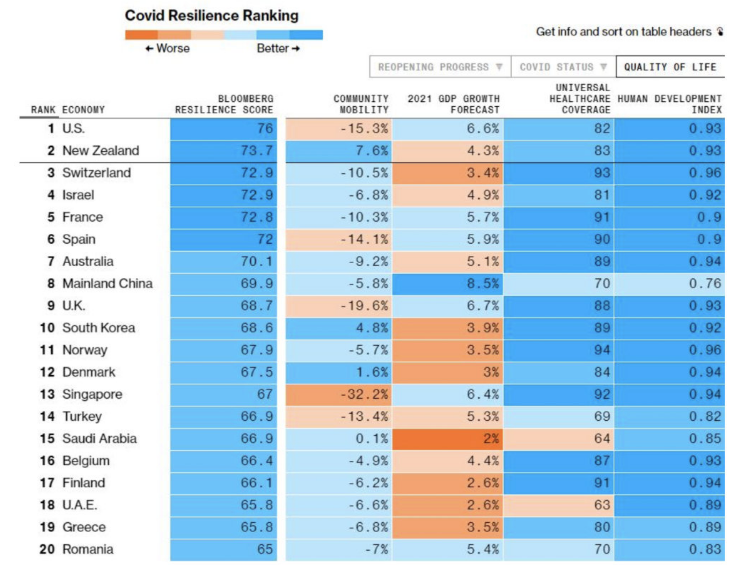 Covid Resilience Ranking
← Worse Better →
Get info and sort on table headers
REOPENING PROGRESS ▼ COVID STATUS ▼ QUALITY OF LIFE
RANK ECONOMY BLOOMBERG RESILIENCE SCORE COMMUNITY MOBILITY 2021 GDP GROWTH FORECAST UNIVERSAL HEALTHCARE COVERAGE HUMAN DEVELOPMENT INDEX
1 U.S. 76 -15.3% 6.6% 82 0.93
2 New Zealand 73.7 7.6% 4.3% 83 0.93
3 Switzerland 72.9 -10.5% 3.4% 93 0.96
4 Israel 72.9 -6.8% 4.9% 81 0.92
5 France 72.8 -10.3% 5.7% 91 0.9
6 Spain 72 -14.1% 5.9% 90 0.9
7 Australia 70.1 -9.2% 5.1% 89 0.94
8 Mainland China 69.9 -5.8% 8.5% 70 0.76
9 U.K. 68.7 -19.6% 6.7% 88 0.93
10 South Korea 68.6 4.8% 3.9% 89 0.92
11 Norway 67.9 -5.7% 3.5% 94 0.96
12 Denmark 67.5 1.6% 3% 84 0.94
13 Singapore 67 -32.2% 6.4% 92 0.94
14 Turkey 66.9 -13.4% 5.3% 69 0.82
15 Saudi Arabia 66.9 0.1% 2% 64 0.85
16 Belgium 66.4 -4.9% 4.4% 87 0.93
17 Finland 66.1 -6.2% 2.6% 91 0.94
18 U.A.E. 65.8 -6.6% 2.6% 63 0.89
19 Greece 65.8 -6.8% 3.5% 80 0.89
20 Romania 65 -7% 5.4% 70 0.83